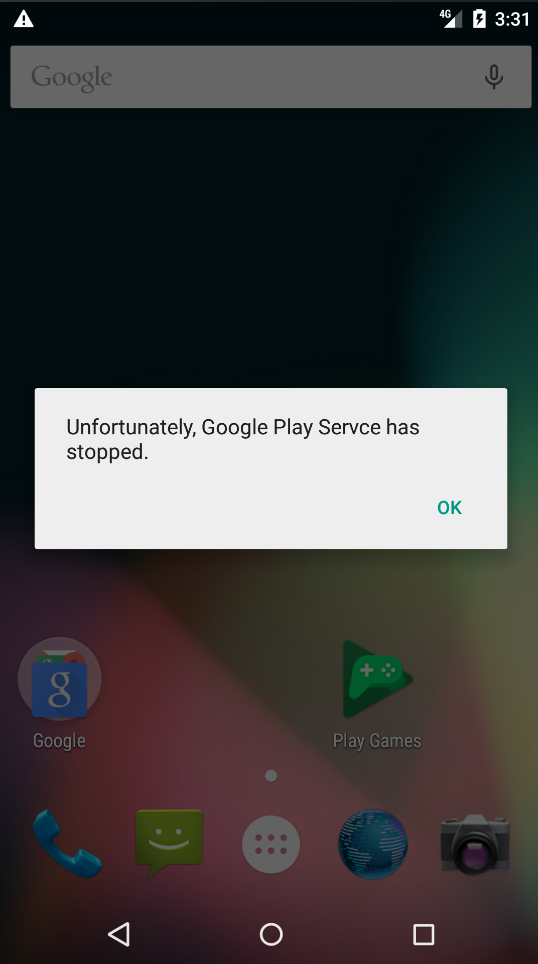 4G 3:31
Google
Unfortunately, Google Play Servce has
stopped.
OK
g
Google
Play Games